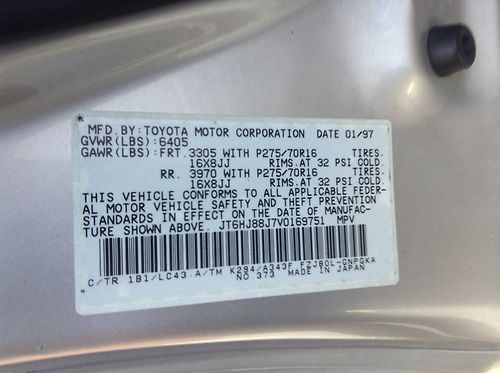 MFD.BY:TOYOTA MOTOR CORPORATION DATE 01/97
GVWR(LBS):6405
GAWR(LBS):FRT.3305 WITH P275/70R16 TIRES.
16X8JJ RIMS.AT 32 PSI COLD.
RR. 3970 WITH P275/70R16 TIRES.
16X8JJ RIMS.AT 32 PSI COLD.
THIS VEHICLE CONFORMS TO ALL APPLICABLE FEDER-
AL MOTOR VEHICLE SAFETY AND THEFT PREVENTION
STANDARDS IN EFFECT ON THE DATE OF MANUFAC-
TURE SHOWN ABOVE. JT6HJ88J7V0169751 MPV
C/TR 1B1/LC43.A/TM K294/A343F FZJ80L-GNPGKA
NO 373 MADE IN JAPAN